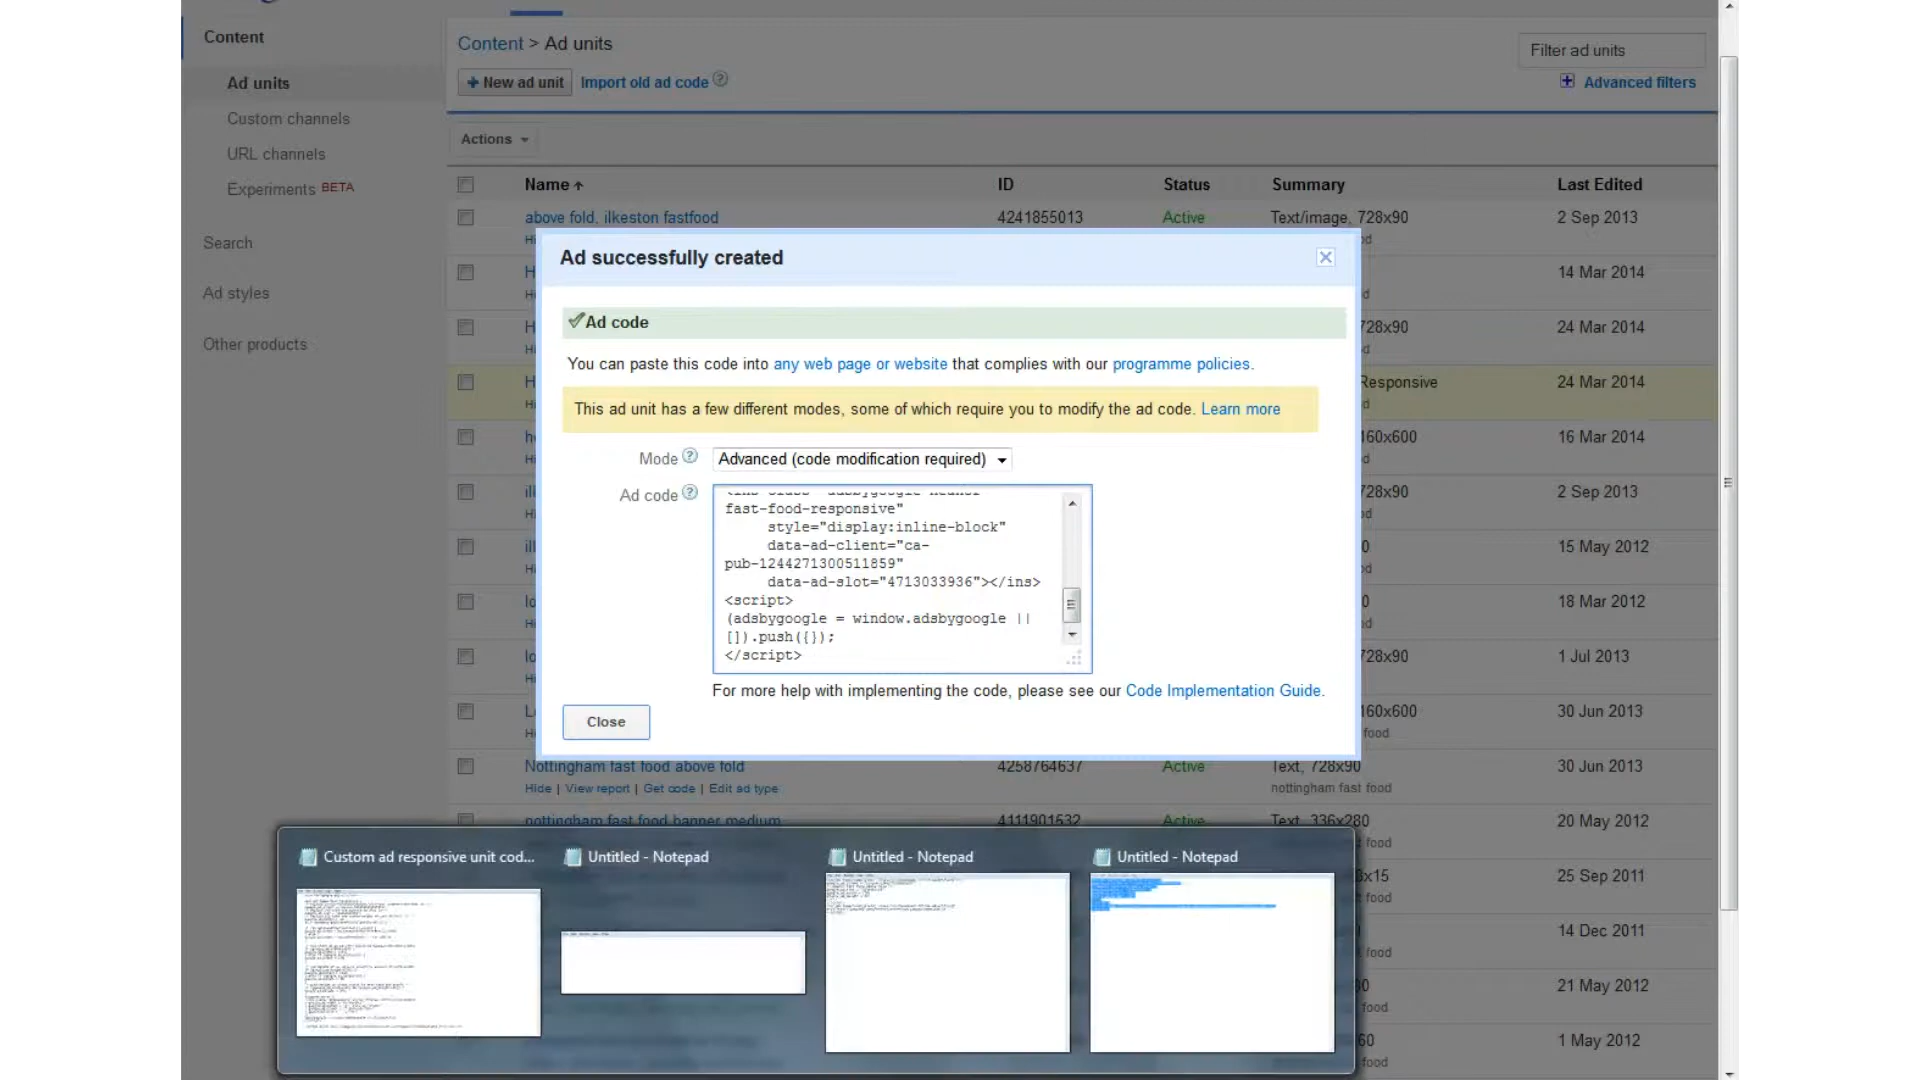 Content
Content > Ad units
Filter ad units
Ad units
New ad unit
Import old ad code ?
Advanced filters
Custom channels
Actions
URL channels
Name
ID
Status
Summary
Last Edited
Experiments BETA
above fold, ilkeston fastfood
4241855013
Active
Text/image, 728x90
2 Sep 2013
Search
Ad successfully created
14 Mar 2014
Ad styles
Ad code
728x90
24 Mar 2014
Other products
You can paste this code into any web page or website that complies with our programme policies.
Responsive
24 Mar 2014
This ad unit has a few different modes, some of which require you to modify the ad code. Learn more
160x600
16 Mar 2014
Mode ?
Advanced (code modification required)
Ad code ?
728x90
2 Sep 2013
fast-food-responsive"
style="display:inline-block"
data-ad-client="ca-
pub-1244271300511859"
data-ad-slot="4713033936"></ins>
<script>
(adsbygoogle = window.adsbygoogle ||
[]).push({});
</script>
15 May 2012
18 Mar 2012
728x90
1 Jul 2013
For more help with implementing the code, please see our Code Implementation Guide.
Close
160x600
30 Jun 2013
food
Nottingham fast food above fold
4258764637
Active
Text, 728x90
30 Jun 2013
Hide | View report | Get code | Edit ad type
nottingham fast food
nottingham fast food banner medium
4111901532
Active
Text, 336x280
20 May 2012
food
Custom ad responsive unit cod...
Untitled - Notepad
Untitled - Notepad
Untitled - Notepad
25 Sep 2011
food
14 Dec 2011
food
21 May 2012
food
1 May 2012
food